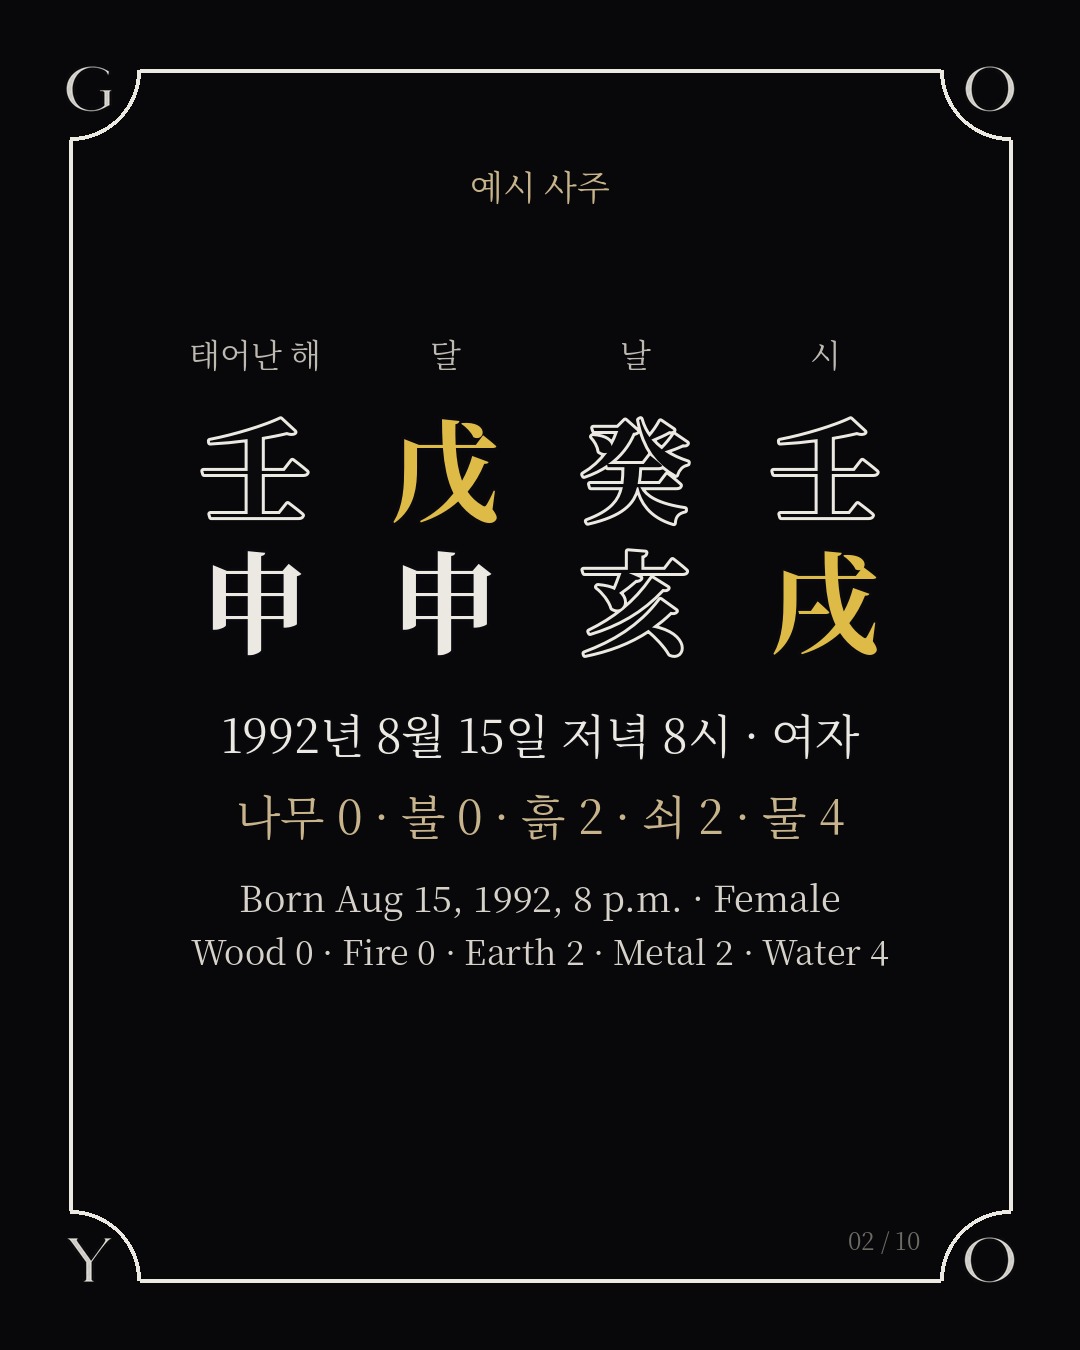 G O
예시 사주
태어난 해 달 날 시
壬 戊 癸 壬
申 申 亥 戌
1992년 8월 15일 저녁 8시 · 여자
나무 0 · 불 0 · 흙 2 · 쇠 2 · 물 4
Born Aug 15, 1992, 8 p.m. · Female
Wood 0 · Fire 0 · Earth 2 · Metal 2 · Water 4
02 / 10
Y O